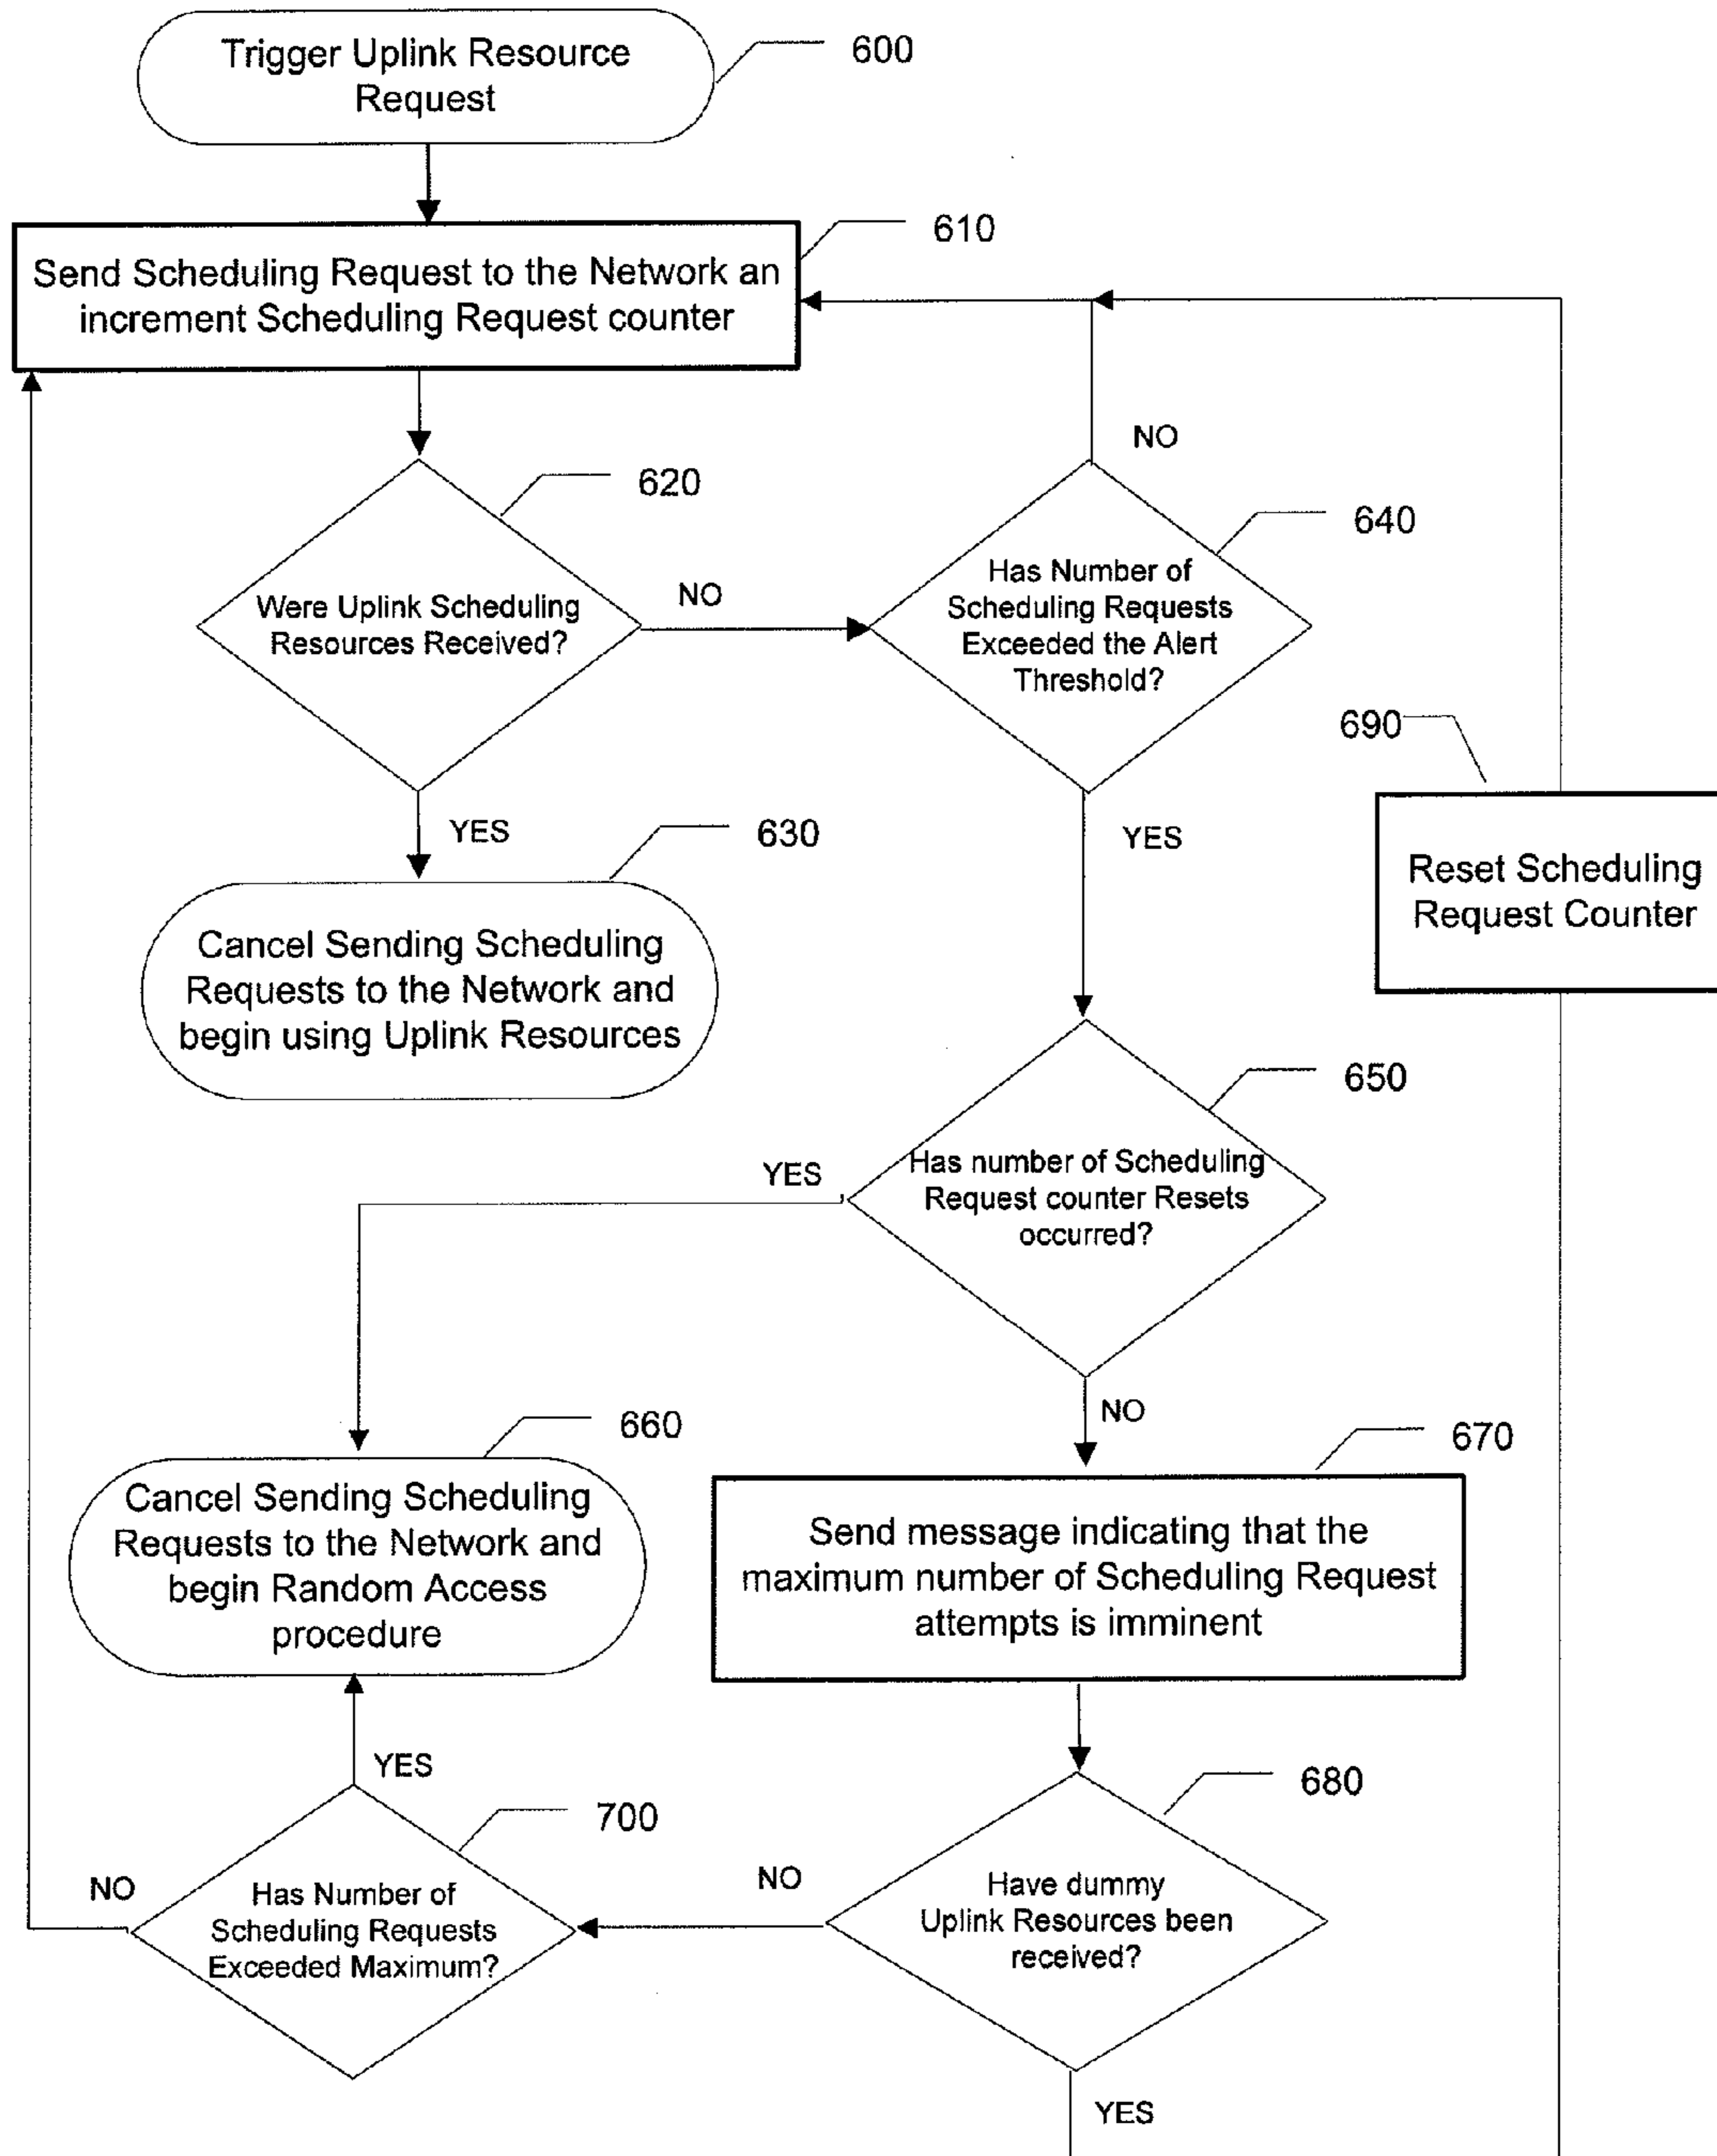 Trigger Uplink Resource
Request
600
610
Send Scheduling Request to the Network an
increment Scheduling Request counter
NO
620
640
Were Uplink Scheduling
Resources Received?
NO
Has Number of
Scheduling Requests
Exceeded the Alert
Threshold?
690
YES
630
YES
Reset Scheduling
Request Counter
Cancel Sending Scheduling
Requests to the Network and
begin using Uplink Resources
650
YES
Has number of Scheduling
Request counter Resets
occurred?
NO
660
670
Cancel Sending Scheduling
Requests to the Network and
begin Random Access
procedure
Send message indicating that the
maximum number of Scheduling Request
attempts is imminent
YES
680
700
NO
Has Number of
Scheduling Requests
Exceeded Maximum?
NO
Have dummy
Uplink Resources been
received?
YES